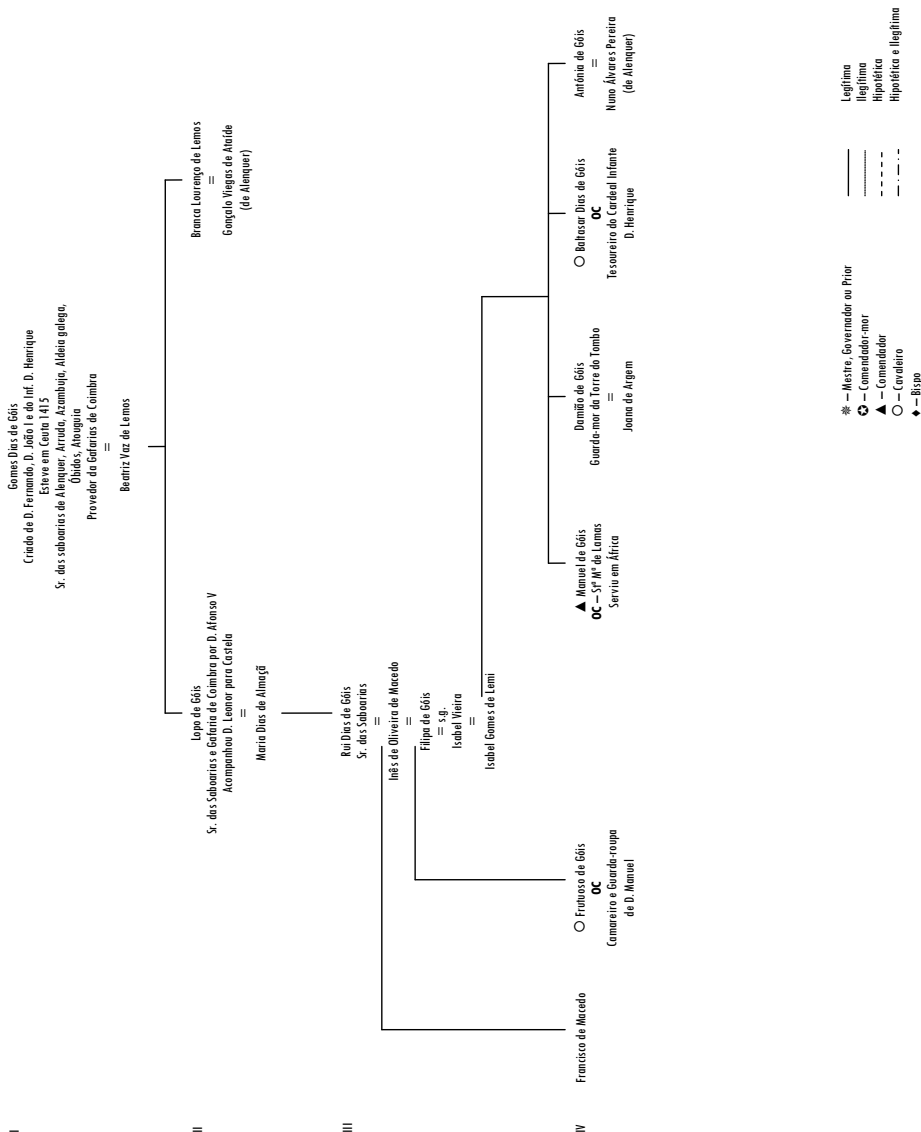 I
Gomes Dias de Góis
Criado de D. Fernando, D. João I e do Inf. D. Henrique
Esteve em Ceuta 1415
Sr. das saboarias de Alenquer, Arruda, Azambuja, Aldeia galega,
Óbidos, Atouguia
Provedor da Gafarias de Coimbra
=
Beatriz Vaz de Lemos
II
Lopo de Góis
Sr. das Saboarias e Gafaria de Coimbra por D. Afonso V
Acompanhou D. Leonor para Castela
=
Maria Dias de Almaçã
Branca Lourenço de Lemos
=
Gonçalo Viegas de Ataíde
(de Alenquer)
III
Rui Dias de Góis
Sr. das Saboarias
=
Inês de Oliveira de Macedo
=
Filipa de Góis
= s.g.
Isabel Vieira
=
Isabel Gomes de Lemi
IV
Francisco de Macedo
○ Frutuoso de Góis
OC
Camareiro e Guarda-roupa
de D. Manuel
▲ Manuel de Góis
OC – Stª Mª de Lamas
Serviu em África
Damião de Góis
Guarda-mor da Torre do Tombo
=
Joana de Argem
○ Baltasar Dias de Góis
OC
Tesoureiro do Cardeal Infante
D. Henrique
Antónia de Góis
=
Nuno Álvares Pereira
(de Alenquer)
– Mestre, Governador ou Prior
✪ – Comendador-mor
▲ – Comendador
○ – Cavaleiro
♦ – Bispo
Legítima
Ilegítima
Hipotética
Hipotética e Ilegítima